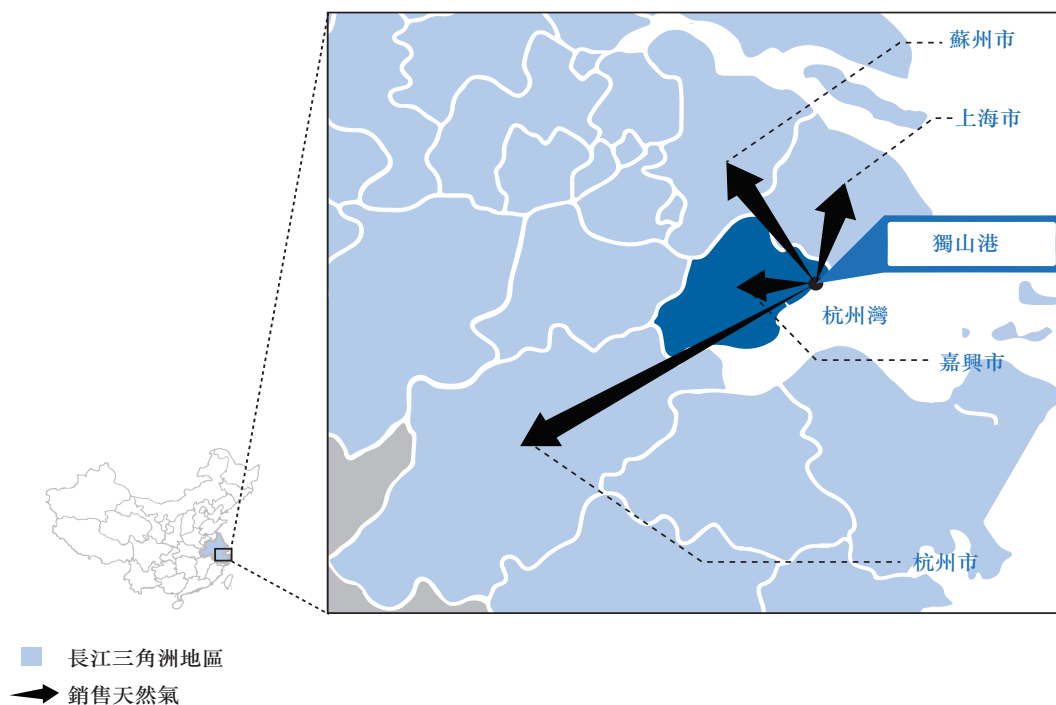 蘇州市
上海市
獨山港
杭州灣
嘉興市
杭州市
長江三角洲地區
銷售天然氣